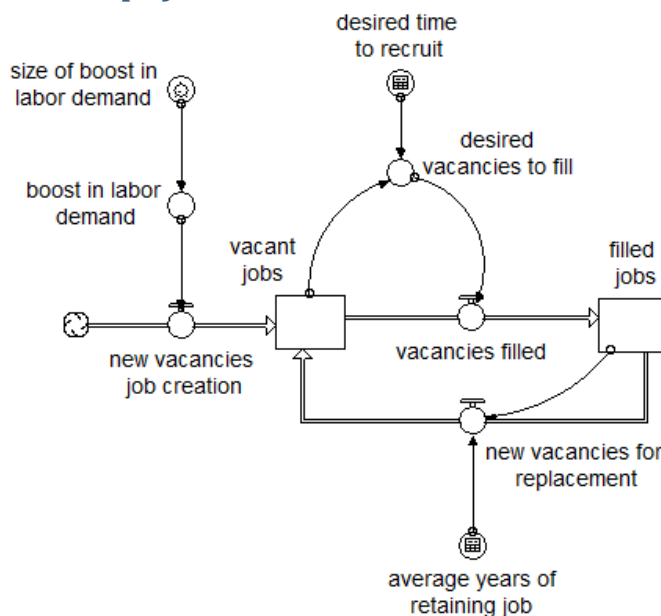 desired time
to recruit
size of boost in
labor demand
desired
vacancies to fill
boost in labor
demand
vacant
jobs
filled
jobs
new vacancies
job creation
vacancies filled
new vacancies for
replacement
average years of
retaining job